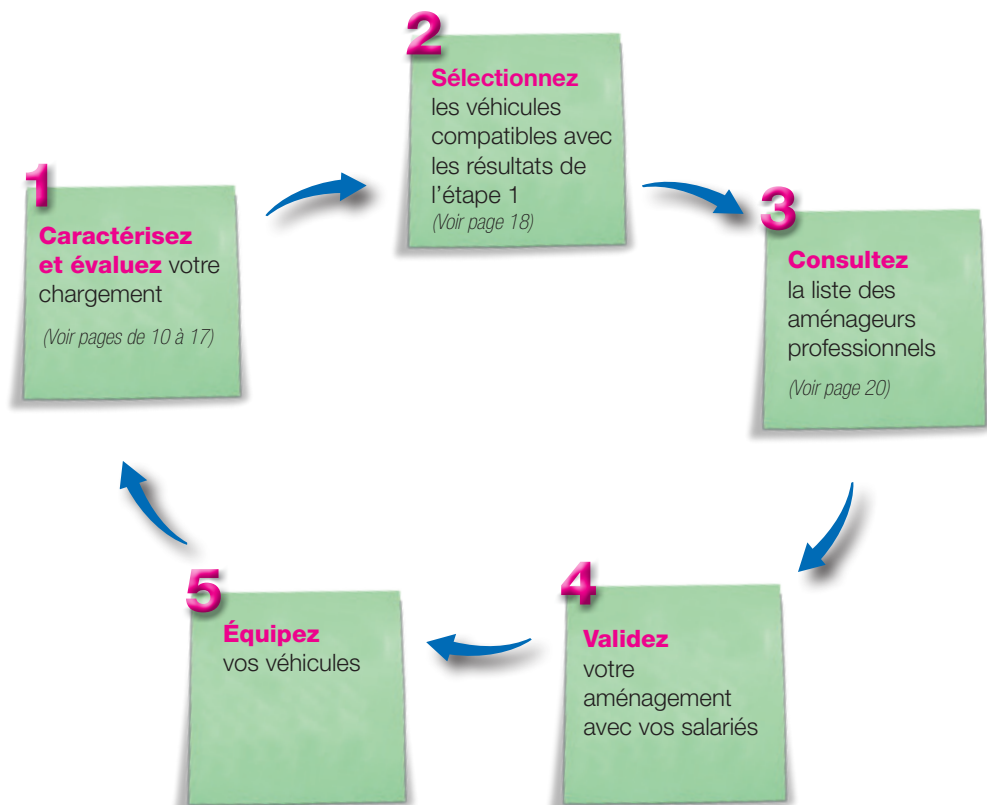 1
Caractérisez
et évaluez votre
chargement
(Voir pages de 10 à 17)
2
Sélectionnez
les véhicules
compatibles avec
les résultats de
l'étape 1
(Voir page 18)
3
Consultez
la liste des
aménageurs
professionnels
(Voir page 20)
4
Validez
votre
aménagement
avec vos salariés
5
Équipez
vos véhicules